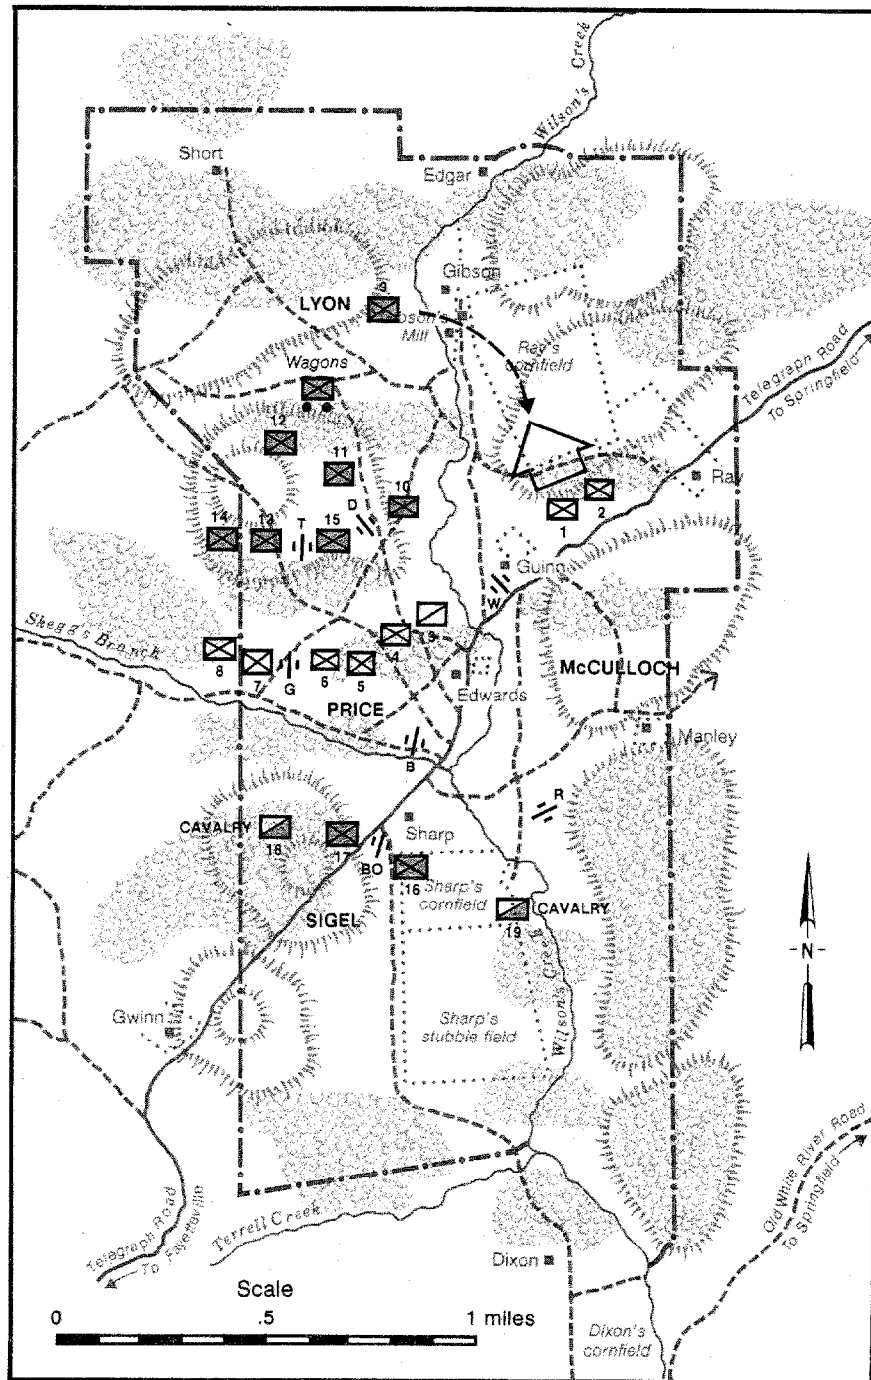 Wilson's
Creek
Short
Edgar
Gibson
9
LYON
Mill
Ray's
cornfield
Wagons
Telegraph Road
To Springfield
12
11
10
Ray
D
1
2
14
13
T
15
Guinn
W
Skegg's Branch
3
4
8
7
G
6
5
McCULLOCH
Edwards
PRICE
Manley
B
R
CAVALRY
18
17
BO
Sharp
16
Sharp's
cornfield
CAVALRY
19
SIGEL
Wilson's Creek
Gwinn
Sharp's
stubble field
-N-
Old White River Road
To Springfield
Telegraph Road
To Fayetteville
Terrell Creek
Dixon
Scale
0 .5 1 miles
Dixon's
cornfield